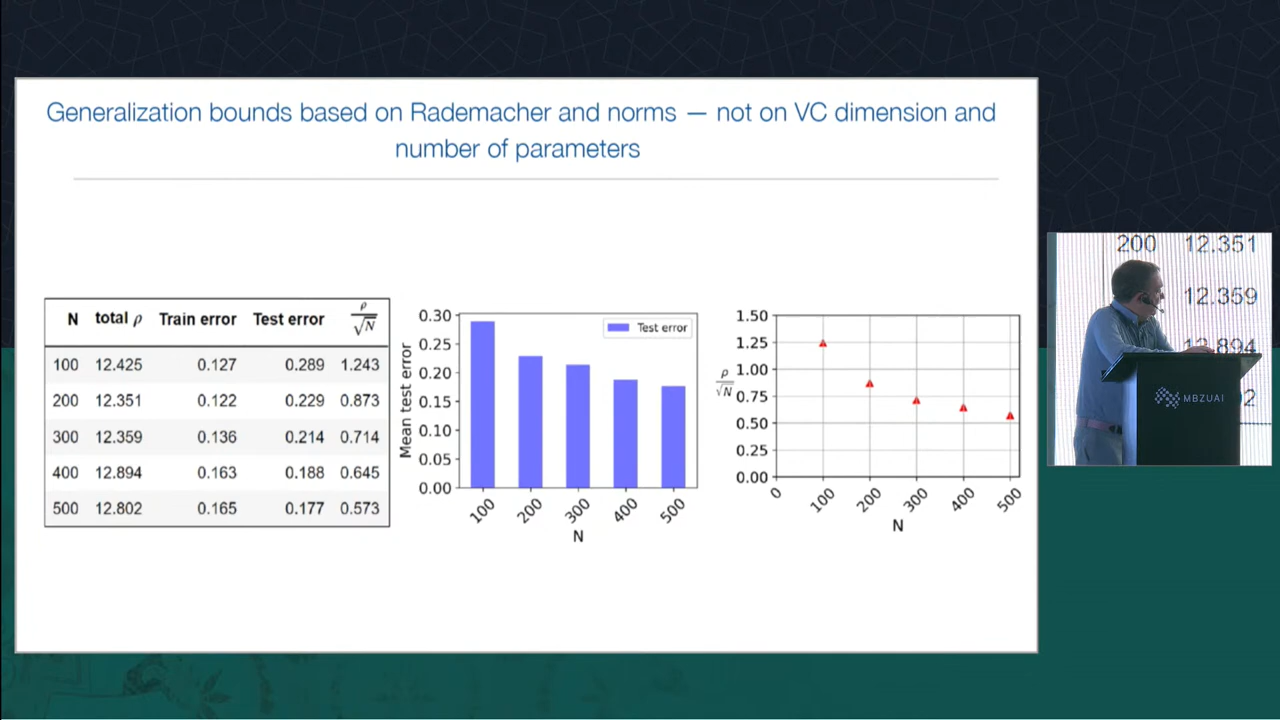 Generalization bounds based on Rademacher and norms — not on VC dimension and
number of parameters
N total ρ Train error Test error ρ/√N
100 12.425 0.127 0.289 1.243
200 12.351 0.122 0.229 0.873
300 12.359 0.136 0.214 0.714
400 12.894 0.163 0.188 0.645
500 12.802 0.165 0.177 0.573
Test error
Mean test error
0.30
0.25
0.20
0.15
0.10
0.05
0.00
100 200 300 400 500
N
ρ/√N
1.50
1.25
1.00
0.75
0.50
0.25
0.00
0 100 200 300 400 500
N
200 12.351
12.359
12.894
MBZUAI